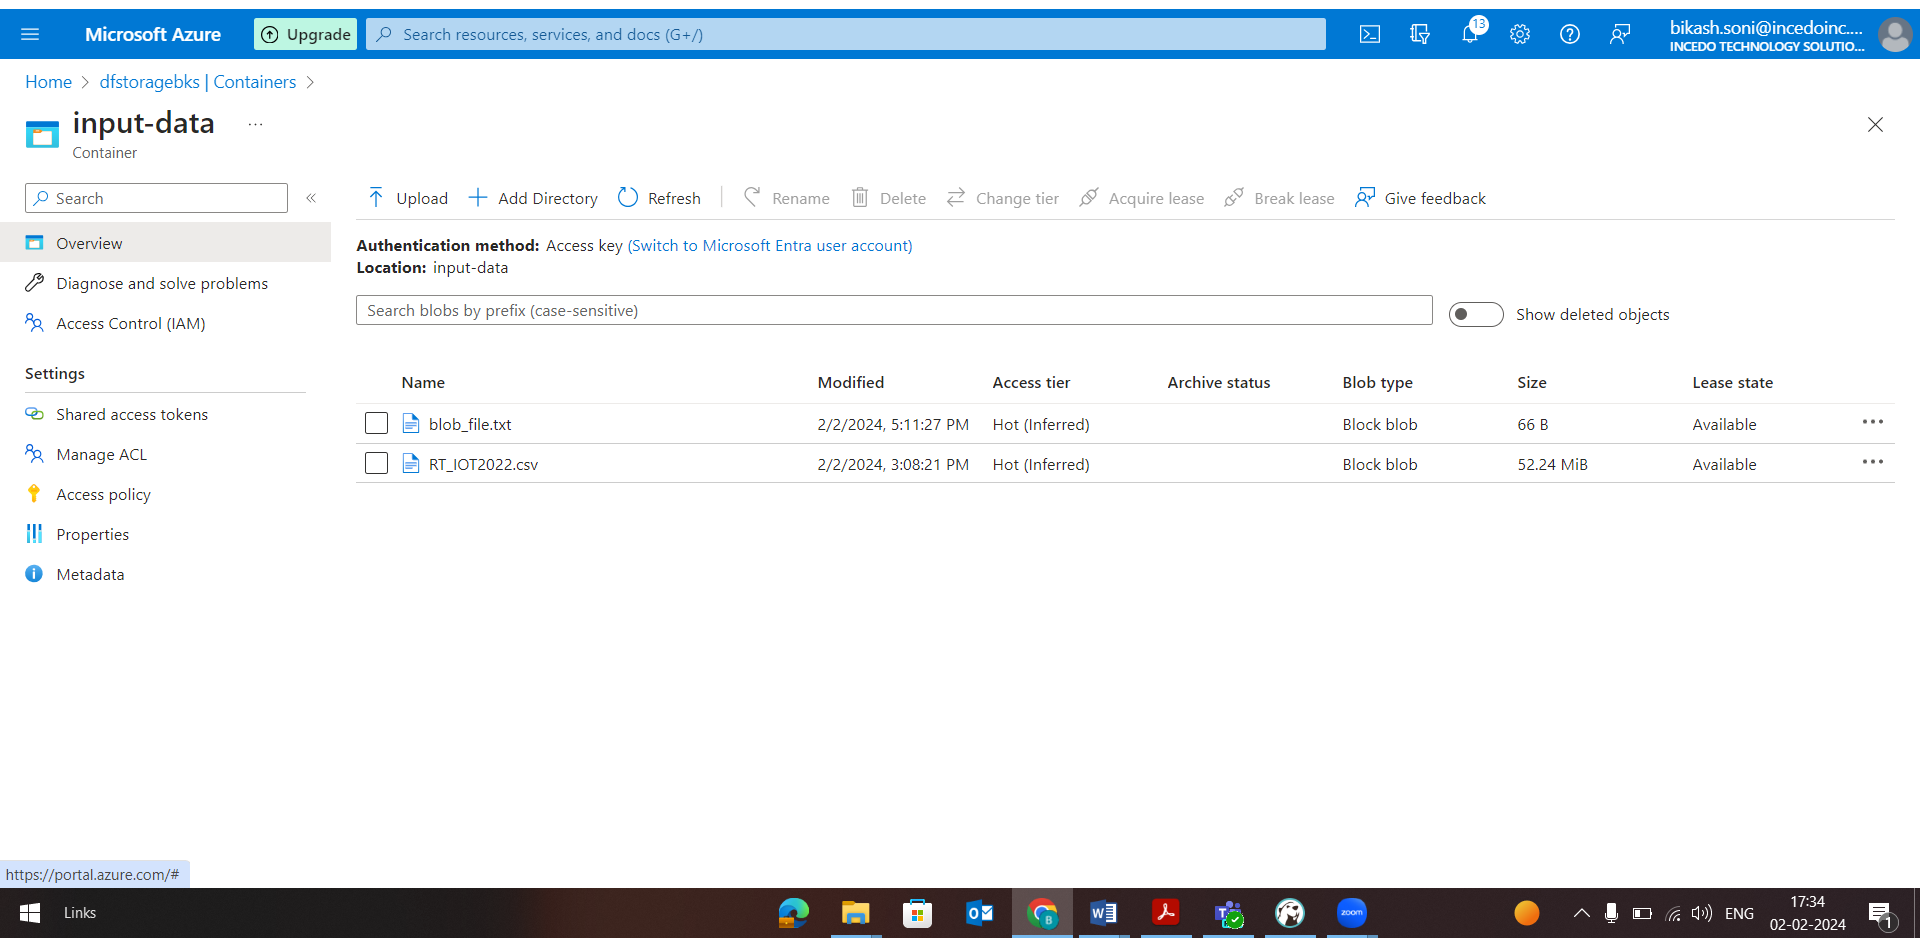 Microsoft Azure
Upgrade
Search resources, services, and docs (G+/)
13
bikash.soni@incedoinc....
INCEDO TECHNOLOGY SOLUTIO...
Home > dfstoragebks | Containers >
input-data ...
Container
Search
«
Upload
Add Directory
Refresh
Rename
Delete
Change tier
Acquire lease
Break lease
Give feedback
Overview
Diagnose and solve problems
Access Control (IAM)
Settings
Shared access tokens
Manage ACL
Access policy
Properties
Metadata
Authentication method: Access key (Switch to Microsoft Entra user account)
Location: input-data
Search blobs by prefix (case-sensitive)
Show deleted objects
Name Modified Access tier Archive status Blob type Size Lease state
blob_file.txt 2/2/2024, 5:11:27 PM Hot (Inferred) Block blob 66 B Available ...
RT_IOT2022.csv 2/2/2024, 3:08:21 PM Hot (Inferred) Block blob 52.24 MiB Available ...
https://portal.azure.com/#
Links
B
zoom
ENG
17:34
02-02-2024
1